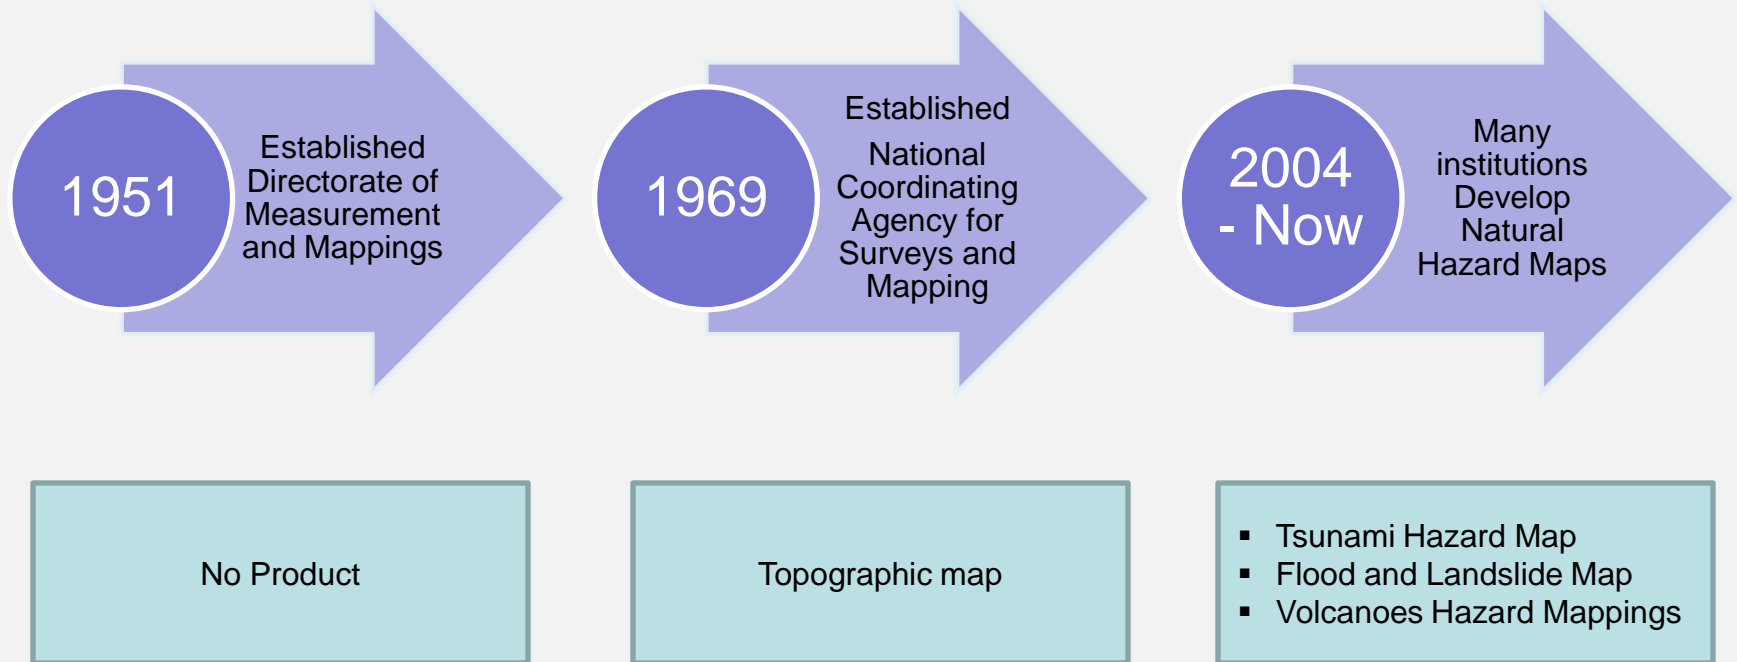 1951
Established
Directorate of
Measurement
and Mappings
1969
Established
National
Coordinating
Agency for
Surveys and
Mapping
2004
- Now
Many
institutions
Develop
Natural
Hazard Maps
No Product
Topographic map
▪ Tsunami Hazard Map
▪ Flood and Landslide Map
▪ Volcanoes Hazard Mappings